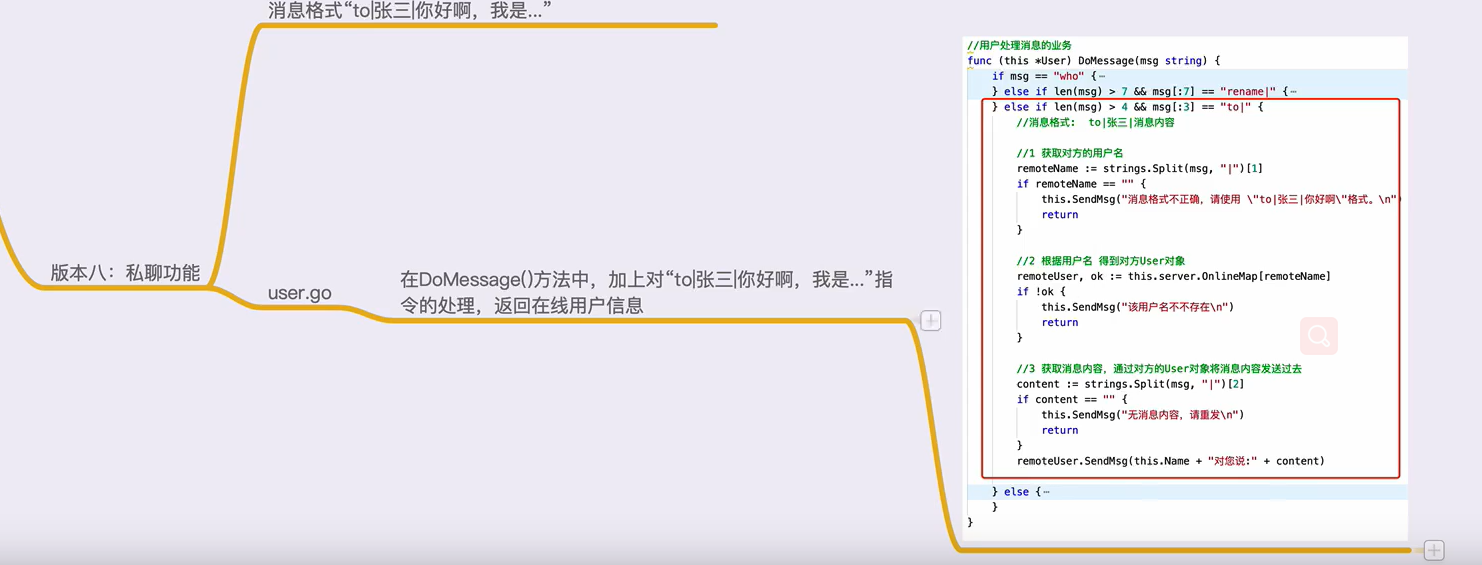 消息格式“to|张三|你好啊，我是...”
版本八：私聊功能
user.go
在DoMessage()方法中，加上对“to|张三|你好啊，我是...”指
令的处理，返回在线用户信息
//用户处理消息的业务
func (this *User) DoMessage(msg string) {
if msg == "who" {…
} else if len(msg) > 7 && msg[:7] == "rename|" {…
} else if len(msg) > 4 && msg[:3] == "to|" {
//消息格式:  to|张三|消息内容
//1 获取对方的用户名
remoteName := strings.Split(msg, "|")[1]
if remoteName == "" {
this.SendMsg("消息格式不正确，请使用 \"to|张三|你好啊\"格式。\n")
return
}
//2 根据用户名 得到对方User对象
remoteUser, ok := this.server.OnlineMap[remoteName]
if !ok {
this.SendMsg("该用户名不不存在\n")
return
}
//3 获取消息内容，通过对方的User对象将消息内容发送过去
content := strings.Split(msg, "|")[2]
if content == "" {
this.SendMsg("无消息内容，请重发\n")
return
}
remoteUser.SendMsg(this.Name + "对您说:" + content)
} else {…
}
}